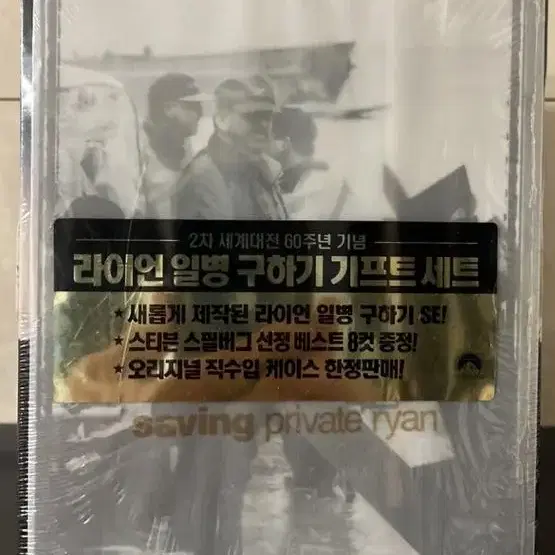 2차 세계대전 60주년 기념
라이언 일병 구하기 기프트 세트
★새롭게 제작된 라이언 일병 구하기 SE!
★스티븐 스필버그 선정 베스트 8컷 증정!
★오리지널 직수입 케이스 한정판매!
saving private ryan